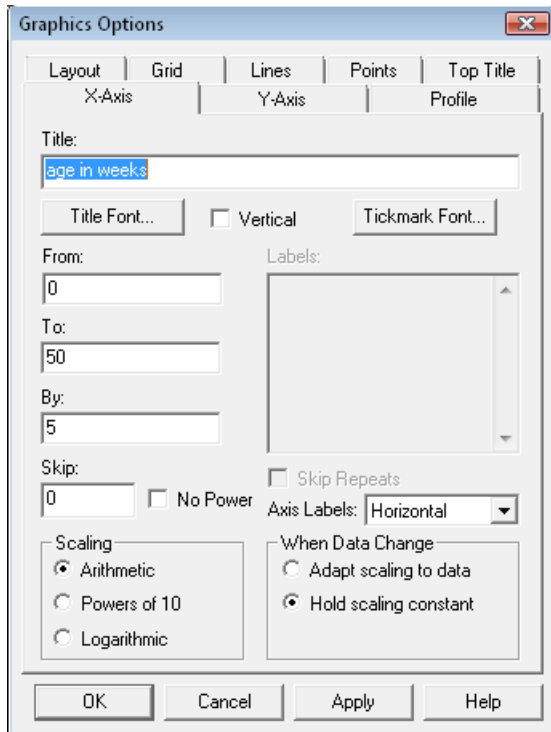 Graphics Options
Layout Grid Lines Points Top Title
X-Axis Y-Axis Profile
Title:
age in weeks
Title Font... Vertical Tickmark Font...
From: Labels:
0
To:
50
By:
5
Skip: Skip Repeats
0 No Power Axis Labels: Horizontal
Scaling When Data Change
Arithmetic Adapt scaling to data
Powers of 10 Hold scaling constant
Logarithmic
OK Cancel Apply Help